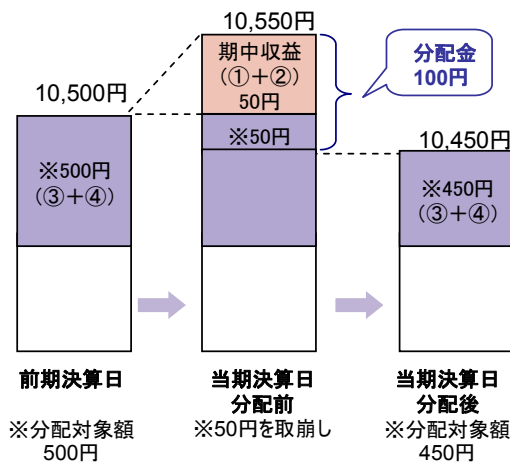 10,550円
期中収益
(①+②)
50円
分配金
100円
10,500円
※50円
10,450円
※500円
(③+④)
※450円
(③+④)
前期決算日
※分配対象額
500円
当期決算日
分配前
※50円を取崩し
当期決算日
分配後
※分配対象額
450円